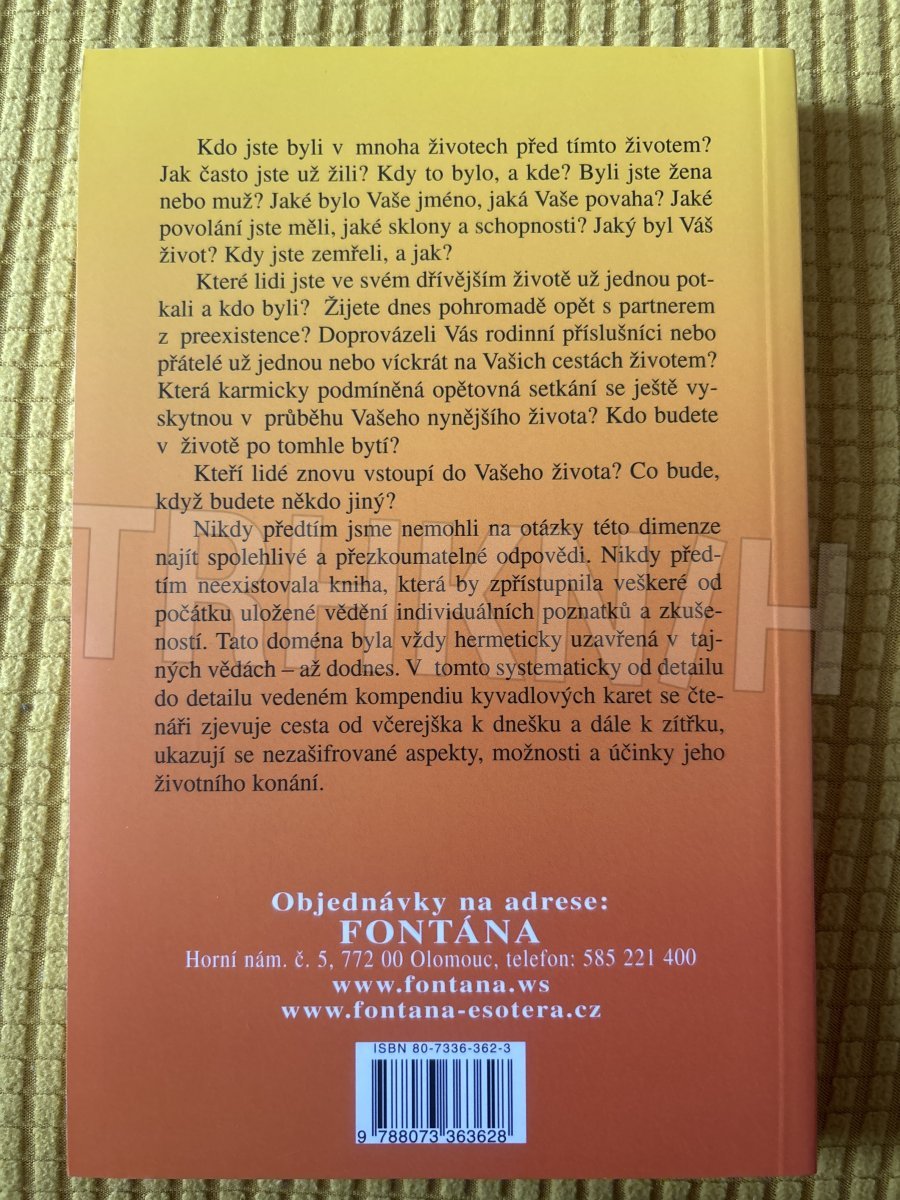 Kdo jste byli v mnoha životech před tímto životem?
Jak často jste už žili? Kdy to bylo, a kde? Byli jste žena
nebo muž? Jaké bylo Vaše jméno, jaká Vaše povaha? Jaké
povolání jste měli, jaké sklony a schopnosti? Jaký byl Váš
život? Kdy jste zemřeli, a jak?
Které lidi jste ve svém dřívějším životě už jednou pot-
kali a kdo byli? Žijete dnes pohromadě opět s partnerem
z preexistence? Doprovázeli Vás rodinní příslušníci nebo
přátelé už jednou nebo víckrát na Vašich cestách životem?
Která karmicky podmíněná opětovná setkání se ještě vy-
skytnou v průběhu Vašeho nynějšího života? Kdo budete
v životě po tomhle bytí?
Kteří lidé znovu vstoupí do Vašeho života? Co bude,
když budete někdo jiný?
Nikdy předtím jsme nemohli na otázky této dimenze
najít spolehlivé a přezkoumatelné odpovědi. Nikdy před-
tím neexistovala kniha, která by zpřístupnila veškeré od
počátku uložené vědění individuálních poznatků a zkuše-
ností. Tato doména byla vždy hermeticky uzavřená v taj-
ných vědách – až dodnes. V tomto systematicky od detailu
do detailu vedeném kompendiu kyvadlových karet se čte-
náři zjevuje cesta od včerejška k dnešku a dále k zítřku,
ukazují se nezašifrované aspekty, možnosti a účinky jeho
životního konání.
TRHKNIH
Objednávky na adrese:
FONTÁNA
Horní nám. č. 5, 772 00 Olomouc, telefon: 585 221 400
www.fontana.ws
www.fontana-esotera.cz
ISBN 80-7336-362-3
9 788073 363628